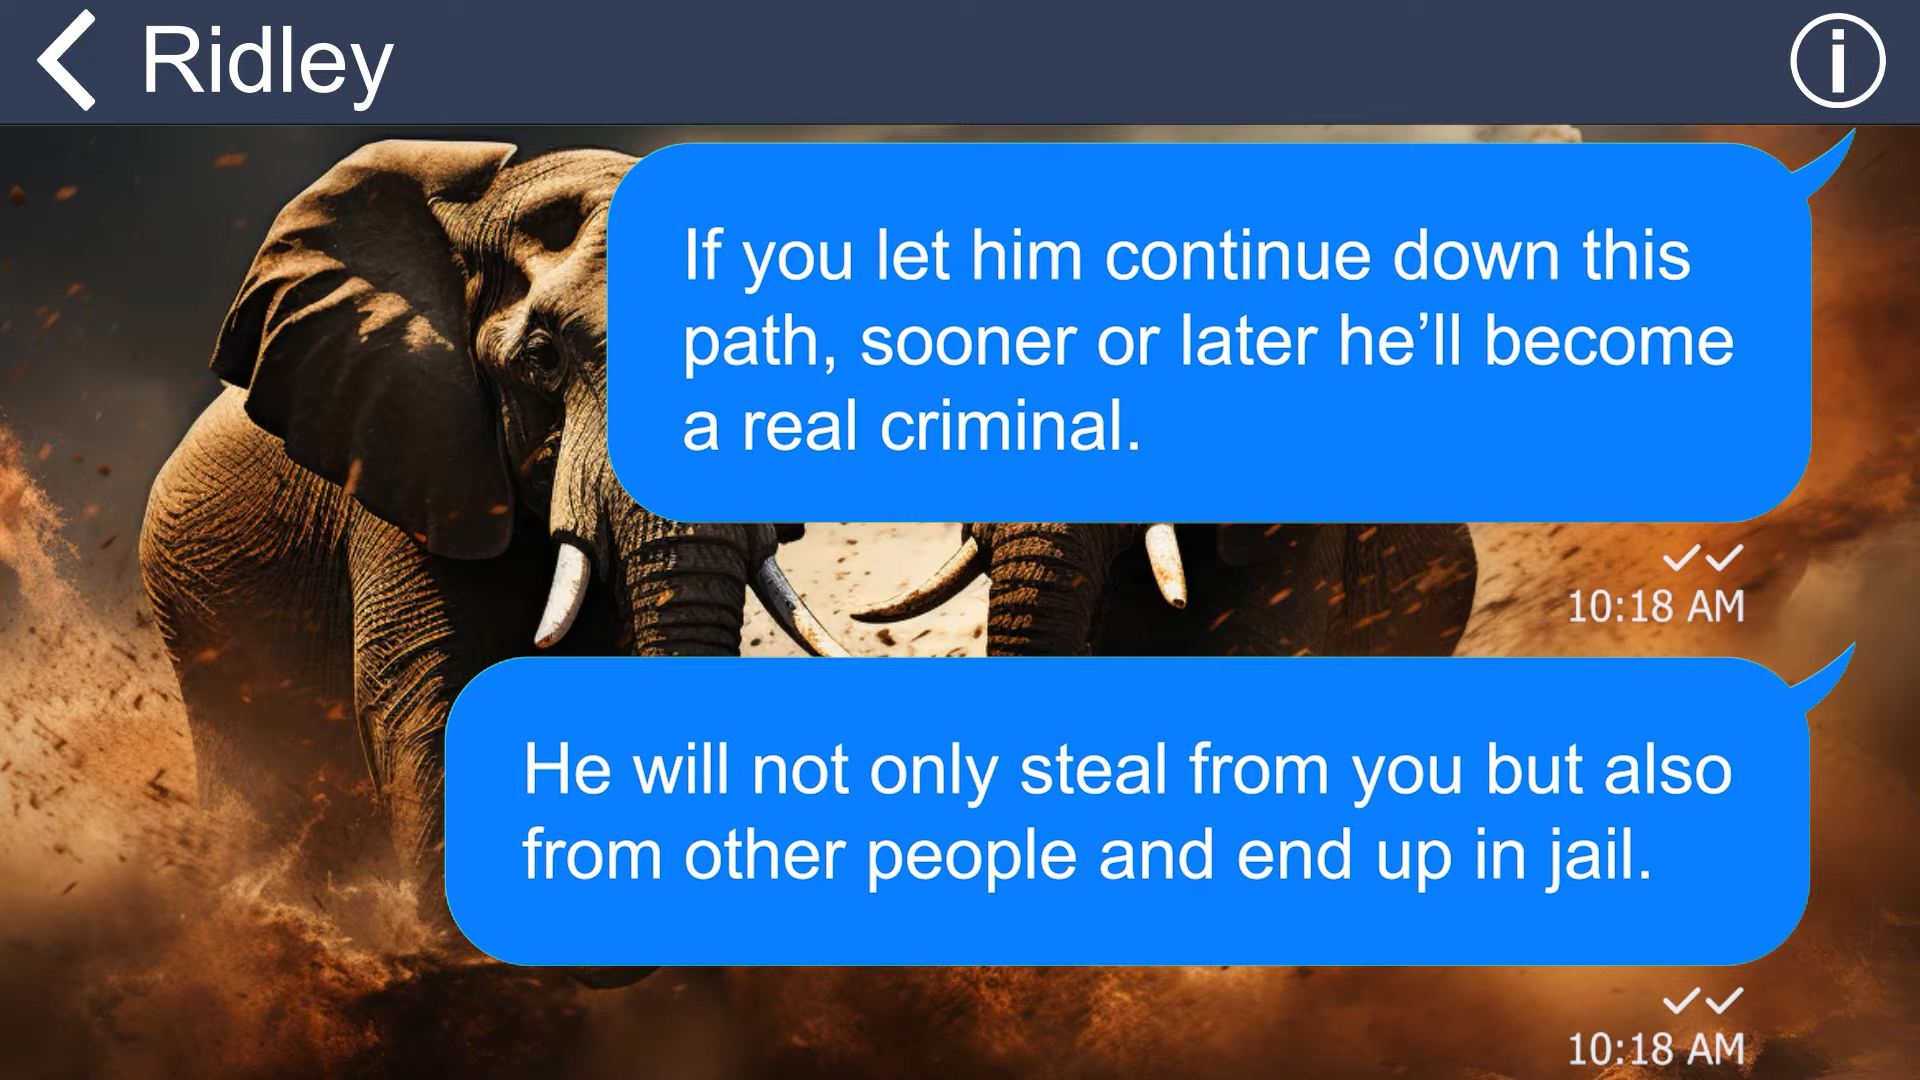 Ridley
If you let him continue down this
path, sooner or later he’ll become
a real criminal.
10:18 AM
He will not only steal from you but also
from other people and end up in jail.
10:18 AM